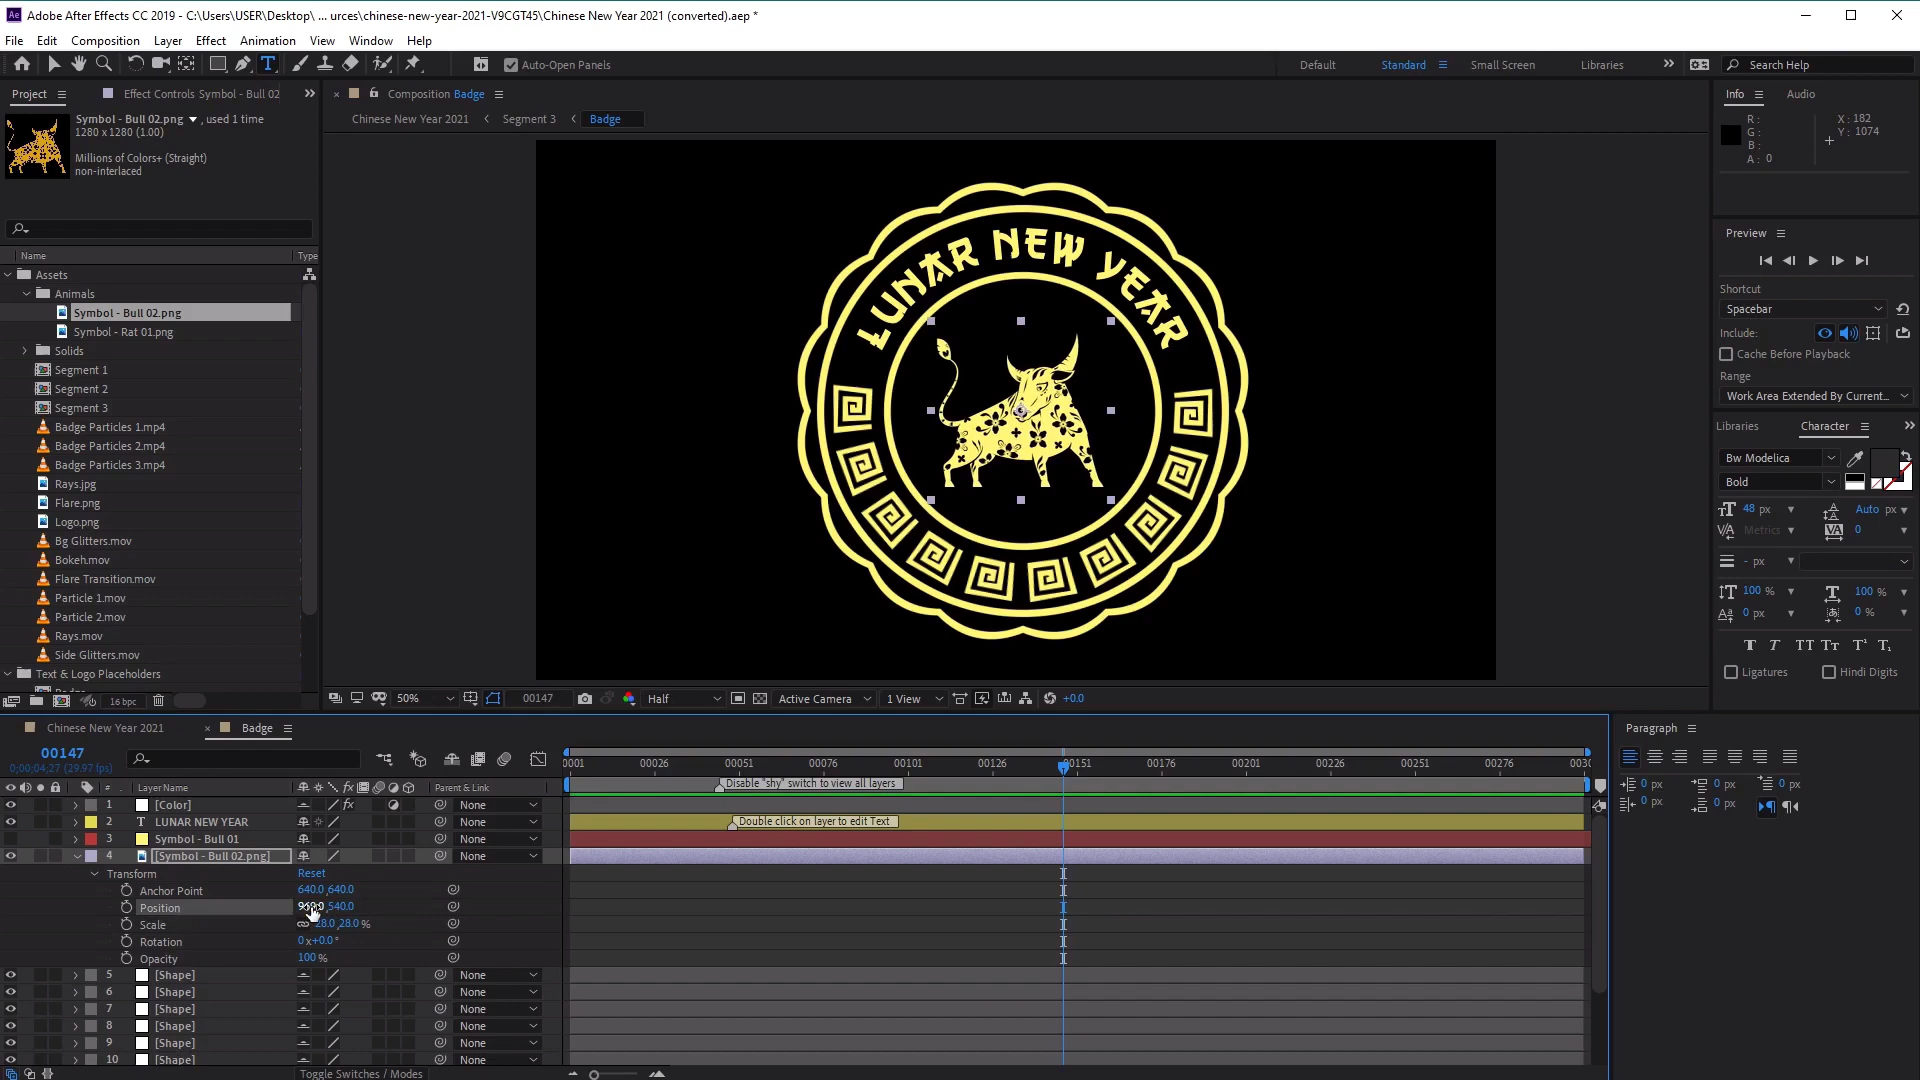 Adobe After Effects CC 2019 - C:\Users\USER\Desktop\ ... urces\chinese-new-year-2021-V9CGT45\Chinese New Year 2021 (converted).aep *
File Edit Composition Layer Effect Animation View Window Help
Auto-Open Panels
Default Standard Small Screen Libraries Search Help
Project Effect Controls Symbol - Bull 02
Symbol - Bull 02.png , used 1 time
1280 x 1280 (1.00)
Millions of Colors+ (Straight)
non-interlaced
Name Type
Assets
Animals
Symbol - Bull 02.png
Symbol - Rat 01.png
Solids
Segment 1
Segment 2
Segment 3
Badge Particles 1.mp4
Badge Particles 2.mp4
Badge Particles 3.mp4
Rays.jpg
Flare.png
Logo.png
Bg Glitters.mov
Bokeh.mov
Flare Transition.mov
Particle 1.mov
Particle 2.mov
Rays.mov
Side Glitters.mov
Text & Logo Placeholders
16 bpc
Composition Badge
Chinese New Year 2021 Segment 3 Badge
LUNAR NEW YEAR
50% 00147 Half Active Camera 1 View +0.0
Info Audio
R :
G :
B :
A : 0
X : 182
Y : 1074
Preview
Shortcut
Spacebar
Include:
Cache Before Playback
Range
Work Area Extended By Current...
Libraries Character
Bw Modelica
Bold
48 px Auto px
Metrics 0
- px
100 % 100 %
0 px 0 %
Ligatures Hindi Digits
Chinese New Year 2021 Badge
00147
0;00;04;27 (29.97 fps)
# Layer Name Parent & Link
0001 00026 00051 00076 00101 00126 00151 00176 00201 00226 00251 00276 0030
Disable "shy" switch to view all layers
1 [Color] None
2 LUNAR NEW YEAR None
Double click on layer to edit Text
3 Symbol - Bull 01 None
4 [Symbol - Bull 02.png] None
Transform Reset
Anchor Point 640.0,640.0
Position ,540.0
Scale 28.0,28.0 %
Rotation 0x+0.0°
Opacity 100 %
5 [Shape] None
6 [Shape] None
7 [Shape] None
8 [Shape] None
9 [Shape] None
10 [Shape] None
Toggle Switches / Modes
Paragraph
0 px 0 px 0 px
0 px 0 px